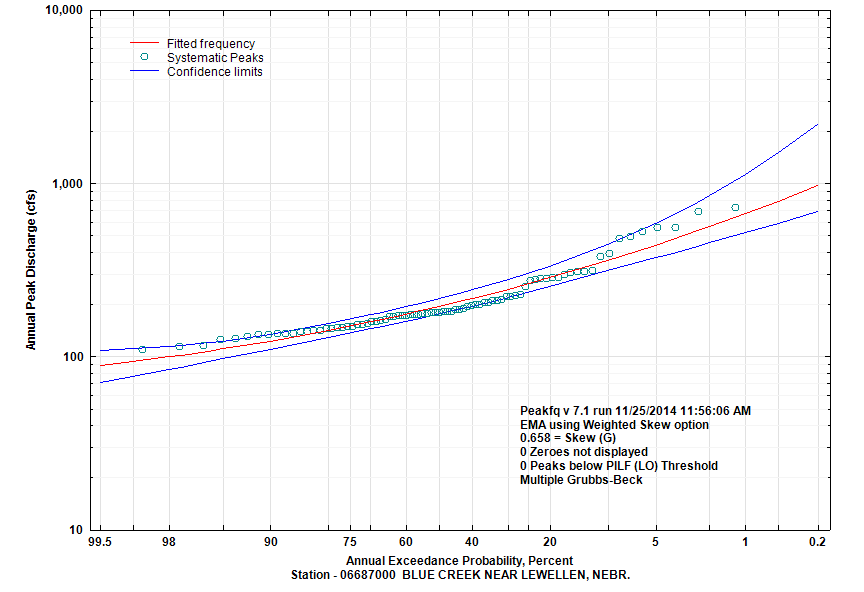 10,000
Fitted frequency
Systematic Peaks
Confidence limits
1,000
Annual Peak Discharge (cfs)
100
Peakfq v 7.1 run 11/25/2014 11:56:06 AM
EMA using Weighted Skew option
0.658 = Skew (G)
0 Zeroes not displayed
0 Peaks below PILF (LO) Threshold
Multiple Grubbs-Beck
10
99.5 98 90 75 60 40 20 5 1 0.2
Annual Exceedance Probability, Percent
Station - 06687000 BLUE CREEK NEAR LEWELLEN, NEBR.